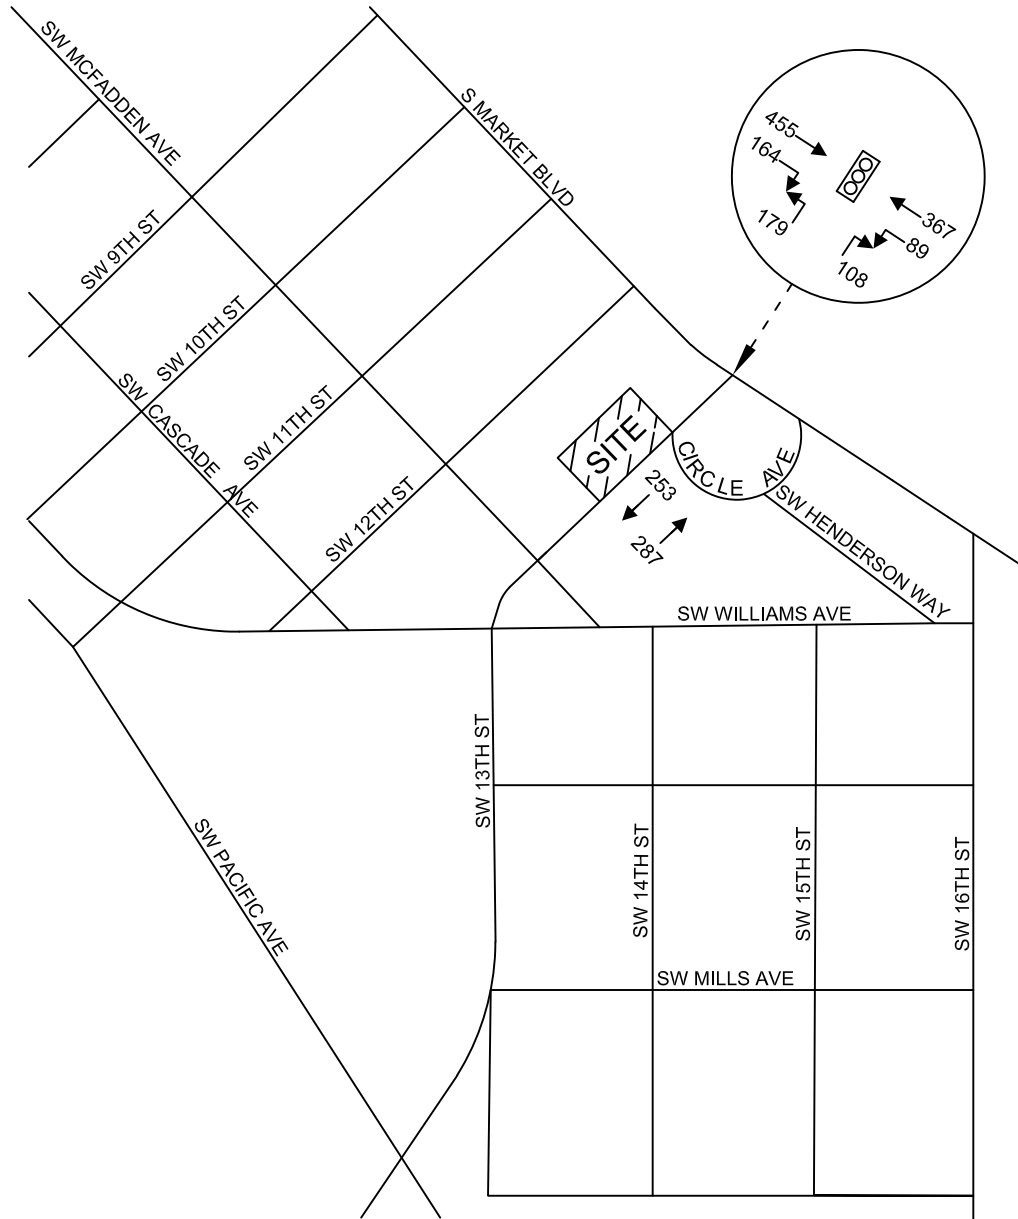 SW MCFADDEN AVE
S MARKET BLVD
455
164
179
367
89
108
SW 9TH ST
SW 10TH ST
SW CASCADE AVE
SW 11TH ST
SW 12TH ST
SITE
CIRCLE AVE
253
287
SW HENDERSON WAY
SW WILLIAMS AVE
SW 13TH ST
SW 14TH ST
SW 15TH ST
SW 16TH ST
SW PACIFIC AVE
SW MILLS AVE